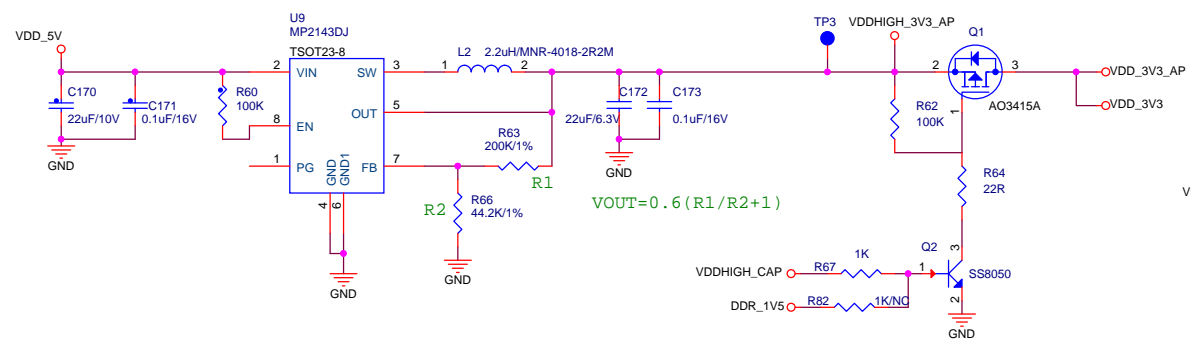 U9
MP2143DJ
TSOT23-8
VDD_5V
2
VIN
SW
3
8
EN
OUT
5
1
PG
FB
7
GND
GND1
4
6
GND
C170
22uF/10V
C171
0.1uF/16V
GND
R60
100K
L2
2.2uH/MNR-4018-2R2M
1
2
R63
200K/1%
R1
R2
R66
44.2K/1%
GND
C172
22uF/6.3V
C173
0.1uF/16V
GND
VOUT=0.6(R1/R2+1)
TP3
VDDHIGH_3V3_AP
Q1
2
3
1
AO3415A
VDD_3V3_AP
VDD_3V3
R62
100K
R64
22R
V
VDDHIGH_CAP
R67
1K
DDR_1V5
R82
1K/NC
Q2
1
3
2
SS8050
GND